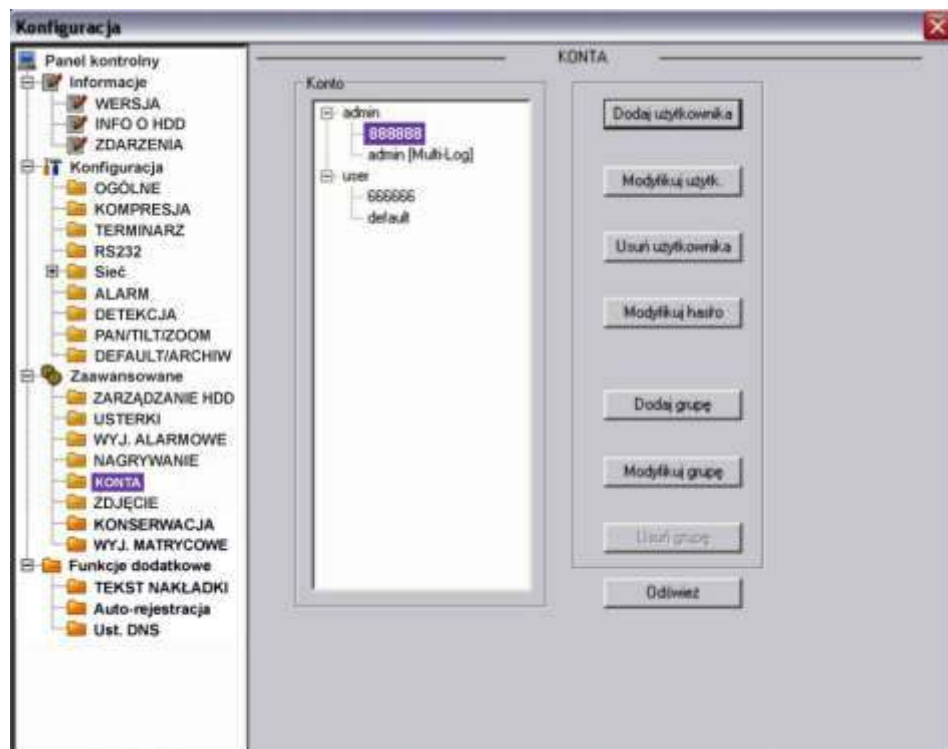 Konfiguracja
Panel kontrolny
Informacje
WERSJA
INFO O HDD
ZDARZENIA
Konfiguracja
OGÓLNE
KOMPRESJA
TERMINARZ
RS232
Sieć
ALARM
DETEKCJA
PAN/TILT/ZOOM
DEFAULT/ARCHIW
Zaawansowane
ZARZĄDZANIE HDD
USTERKI
WYJ. ALARMOWE
NAGRYWANIE
KONTA
ZDJĘCIE
KONSERWACJA
WYJ. MATRYCOWE
Funkcje dodatkowe
TEKST NAKŁADKI
Auto-rejestracja
Ust. DNS
KONTA
Konto
admin
888888
admin [Multi-Log]
user
666666
default
Dodaj użytkownika
Modyfikuj użytk.
Usuń użytkownika
Modyfikuj hasło
Dodaj grupę
Modyfikuj grupę
Usuń grupę
Odśwież